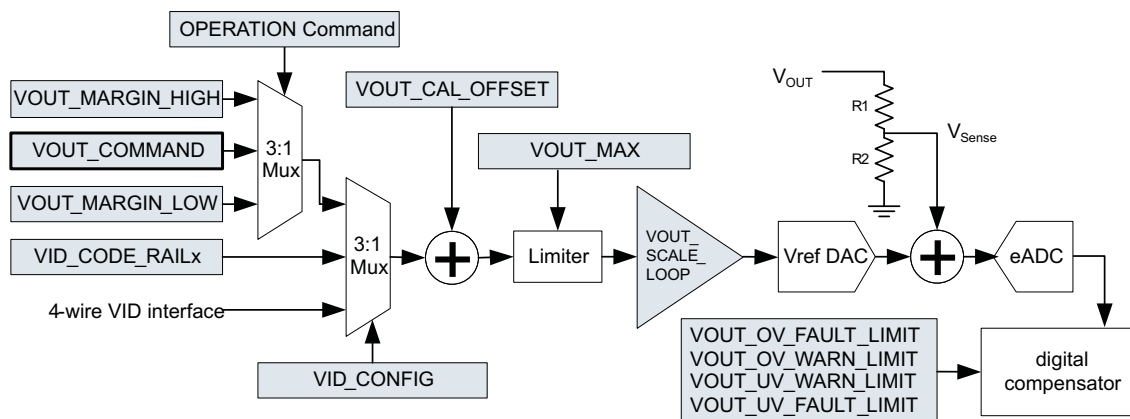 OPERATION Command
VOUT_MARGIN_HIGH
VOUT_COMMAND
VOUT_MARGIN_LOW
3:1
Mux
VID_CODE_RAILx
4-wire VID interface
3:1
Mux
VID_CONFIG
VOUT_CAL_OFFSET
+
VOUT_MAX
Limiter
VOUT_
SCALE_
LOOP
Vref DAC
VOUT
R1
R2
VSense
+
eADC
VOUT_OV_FAULT_LIMIT
VOUT_OV_WARN_LIMIT
VOUT_UV_WARN_LIMIT
VOUT_UV_FAULT_LIMIT
digital
compensator